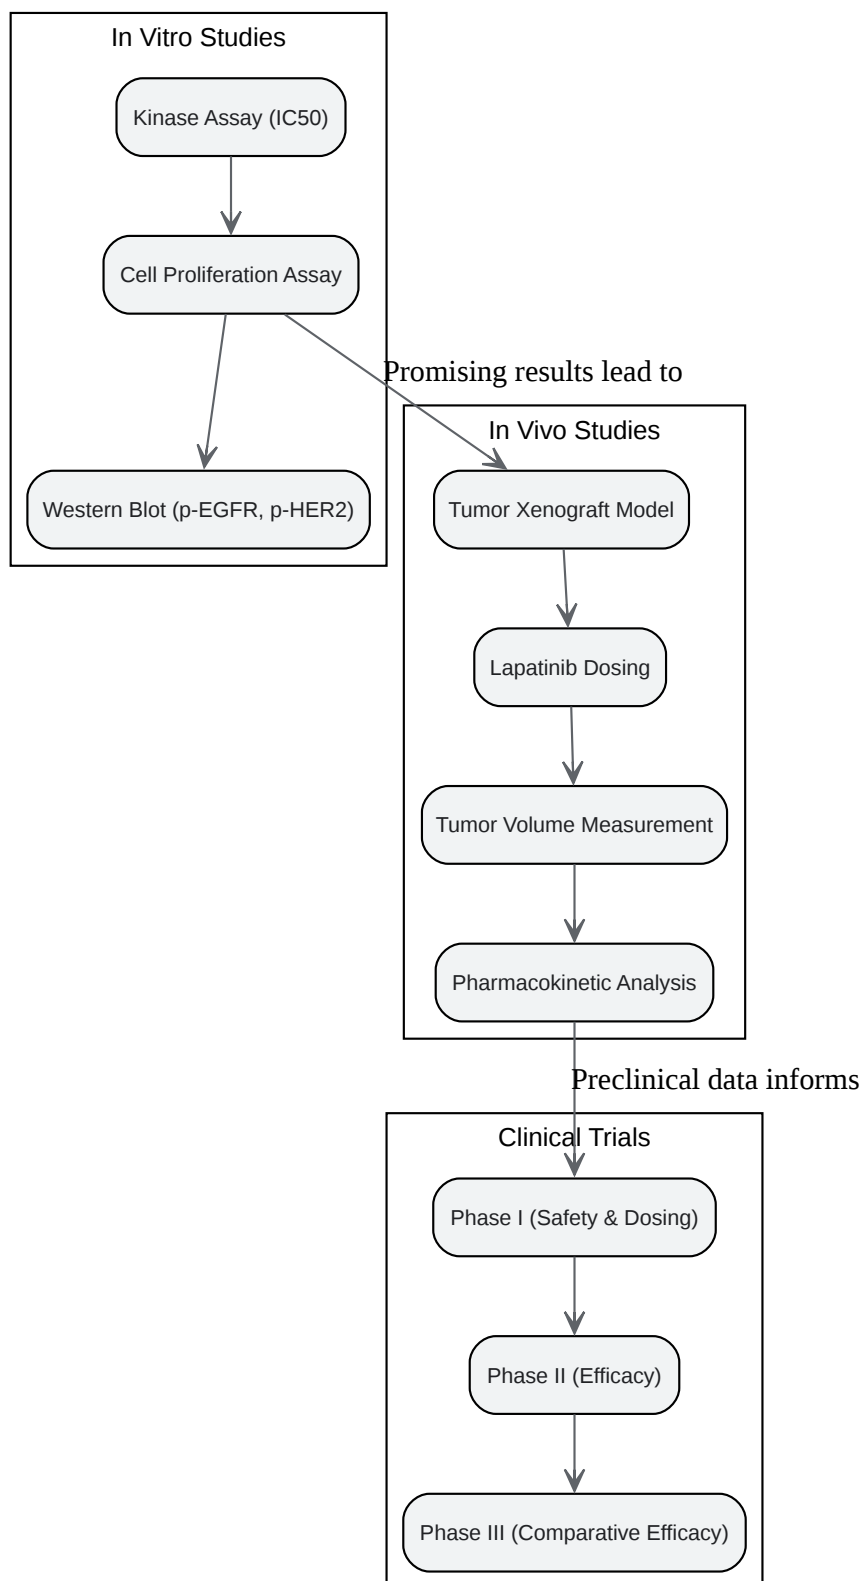 In Vitro Studies
Kinase Assay (IC50)
Cell Proliferation Assay
Promising results lead to
In Vivo Studies
Western Blot (p-EGFR, p-HER2)
Tumor Xenograft Model
Lapatinib Dosing
Tumor Volume Measurement
Pharmacokinetic Analysis
Preclinical data informs
Clinical Trials
Phase I (Safety & Dosing)
Phase II (Efficacy)
Phase III (Comparative Efficacy)